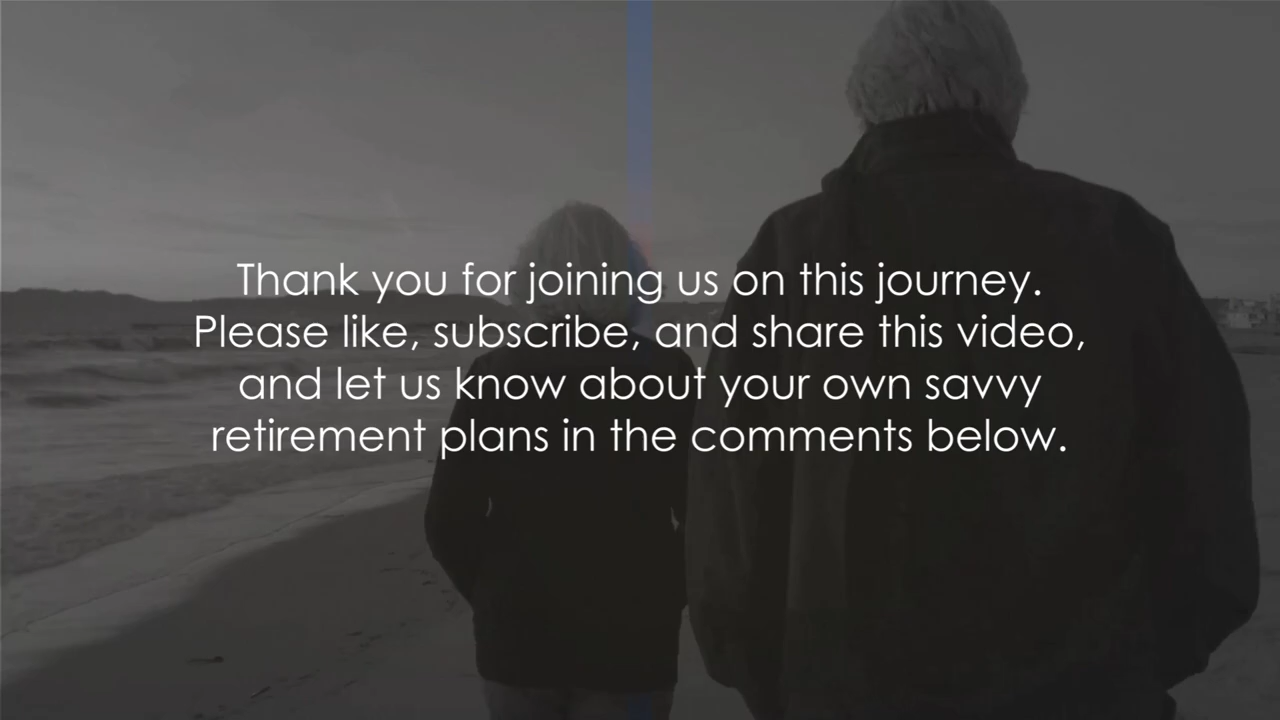 Thank you for joining us on this journey.
Please like, subscribe, and share this video,
and let us know about your own savvy
retirement plans in the comments below.